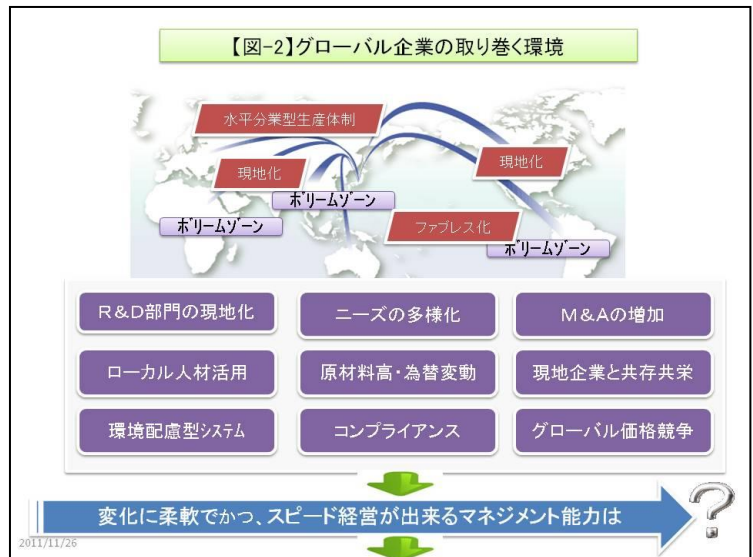 【図-2】グローバル企業の取り巻く環境
水平分業型生産体制
現地化
現地化
ﾎﾞﾘｰﾑｿﾞｰﾝ
ﾎﾞﾘｰﾑｿﾞｰﾝ
ファブレス化
ﾎﾞﾘｰﾑｿﾞｰﾝ
R&D部門の現地化
ニーズの多様化
M&Aの増加
ローカル人材活用
原材料高・為替変動
現地企業と共存共栄
環境配慮型ｼｽﾃﾑ
コンプライアンス
グローバル価格競争
変化に柔軟でかつ、スピード経営が出来るマネジメント能力は
?
2011/11/26